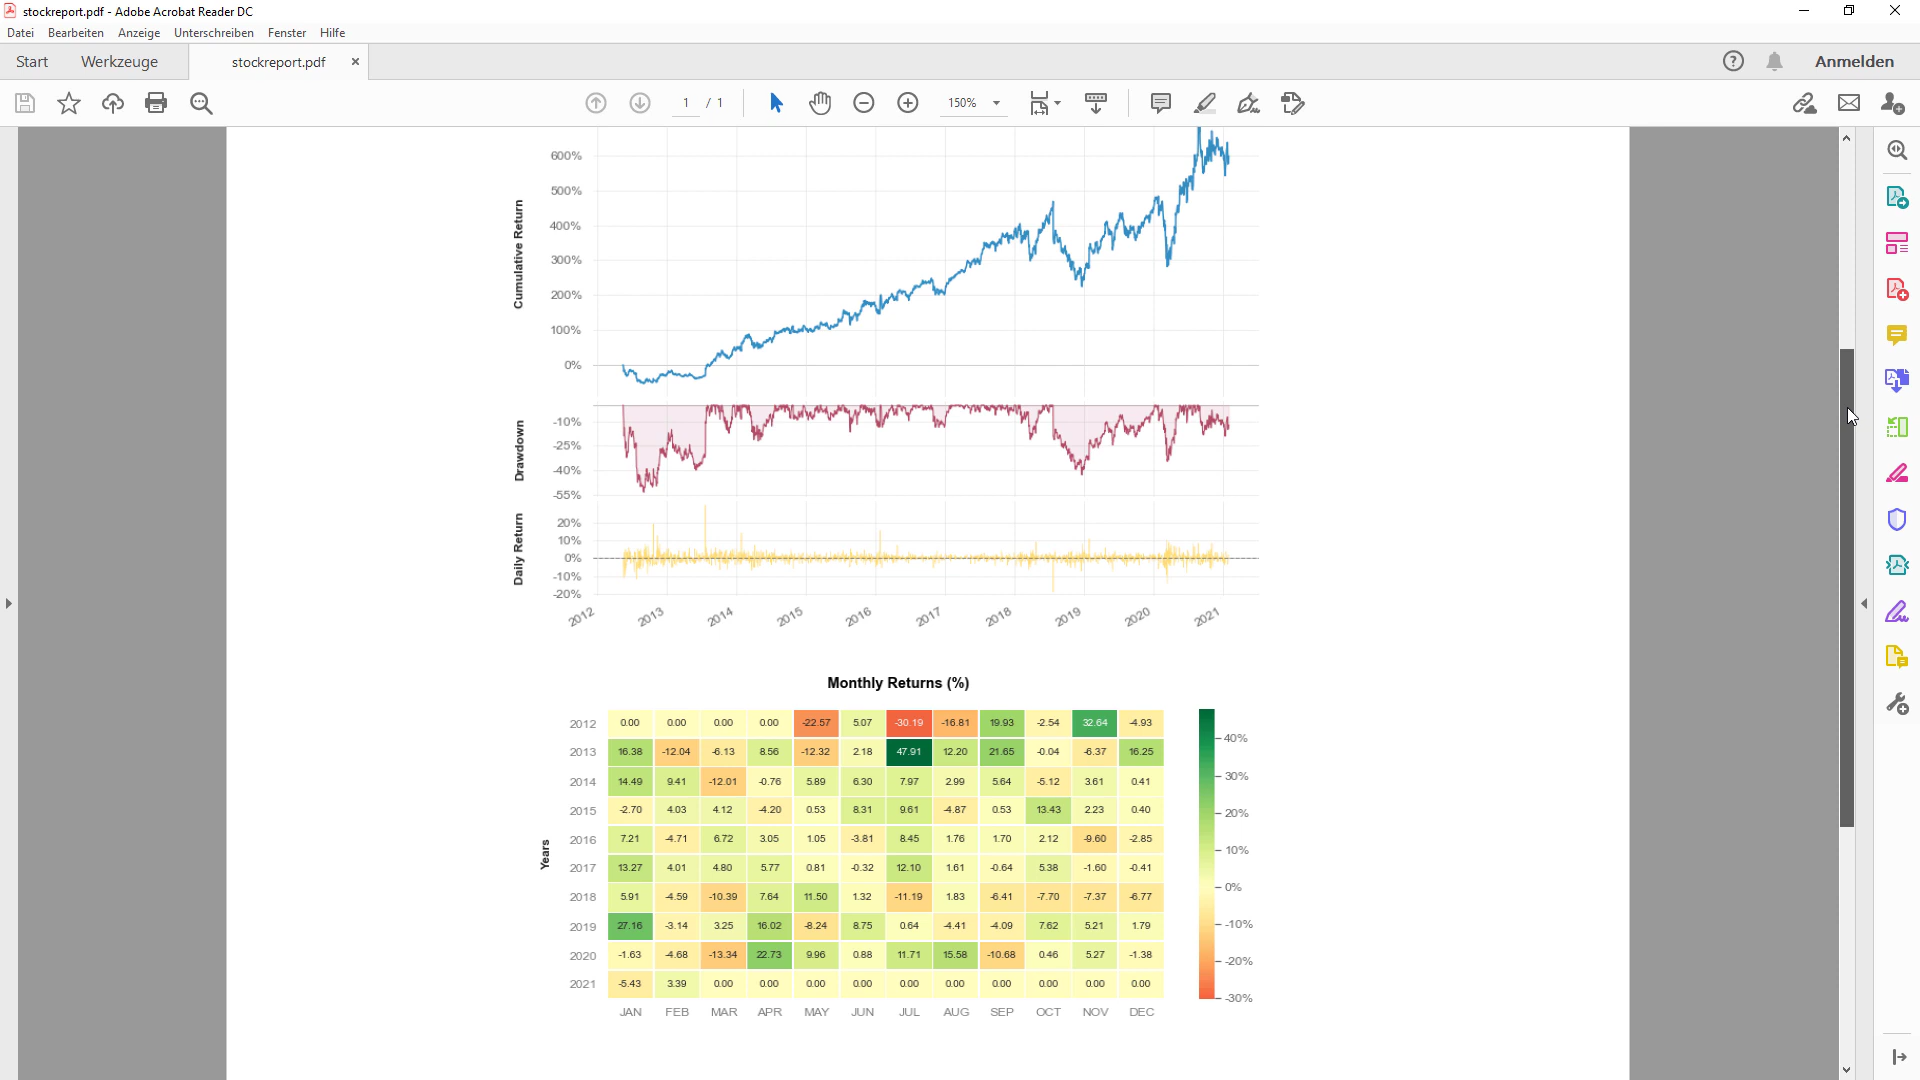 stockreport.pdf - Adobe Acrobat Reader DC
Datei Bearbeiten Anzeige Unterschreiben Fenster Hilfe
Start Werkzeuge stockreport.pdf × Anmelden
1 / 1 150%
600%
500%
400%
300%
200%
100%
0%
Cumulative Return
-10%
-25%
-40%
-55%
Drawdown
20%
10%
0%
-10%
-20%
Daily Return
2012 2013 2014 2015 2016 2017 2018 2019 2020 2021
Monthly Returns (%)
2012 0.00 0.00 0.00 0.00 -22.57 5.07 -30.19 -16.81 19.93 -2.54 32.64 -4.93
2013 16.38 -12.04 -6.13 8.56 -12.32 2.18 47.91 12.20 21.65 -0.04 -6.37 16.25
2014 14.49 9.41 -12.01 -0.76 5.89 6.30 7.97 2.99 5.64 -5.12 3.61 0.41
2015 -2.70 4.03 4.12 -4.20 0.53 8.31 9.61 -4.87 0.53 13.43 2.23 0.40
2016 7.21 -4.71 6.72 3.05 1.05 -3.81 8.45 1.76 1.70 2.12 -9.60 -2.85
2017 13.27 4.01 4.80 5.77 0.81 -0.32 12.10 1.61 -0.64 5.38 -1.60 -0.41
2018 5.91 -4.59 -10.39 7.64 11.50 1.32 -11.19 1.83 -6.41 -7.70 -7.37 -6.77
2019 27.16 -3.14 3.25 16.02 -8.24 8.75 0.64 -4.41 -4.09 7.62 5.21 1.79
2020 -1.63 -4.68 -13.34 22.73 9.96 0.88 11.71 15.58 -10.68 0.46 5.27 -1.38
2021 -5.43 3.39 0.00 0.00 0.00 0.00 0.00 0.00 0.00 0.00 0.00 0.00
Years
JAN FEB MAR APR MAY JUN JUL AUG SEP OCT NOV DEC
40%
30%
20%
10%
0%
-10%
-20%
-30%